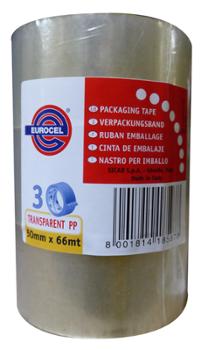 EUROCEL
PACKAGING TAPE
VERPACKUNGSBAND
RUBAN EMBALLAGE
CINTA DE EMBALAJE
NASTRO PER IMBALLO
SICAD S.p.A.
Made in Italy
3
TRANSPARENT PP
50mm x 66mt
8 001814